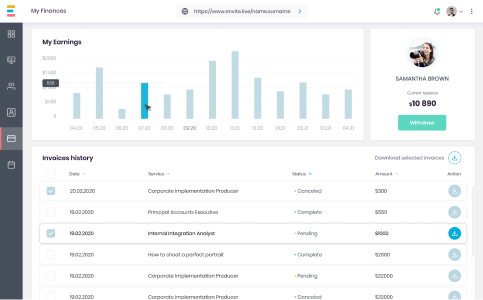 My Finances
https://www.envite.live/name.surname
My Earnings
$2000
$1500
$1000
$500
0
04.20 05.20 06.20 07.20 08.20 09.20 10.20 11.20 12.20 01.21 02.21 03.21 04.21
SAMANTHA BROWN
Current balance
$10 890
Withdraw
Invoices history
Download selected invoices
Date Service Status Amount Action
20.02.2020 Corporate Implementation Producer Canceled $300
19.02.2020 Principal Accounts Executive Complete $550
19.02.2020 Internal Integration Analyst Pending $1000
19.02.2020 How to shoot a perfect portrait Complete $2000
19.02.2020 Corporate Implementation Producer Pending $22000
19.02.2020 Corporate Implementation Producer Canceled $22000